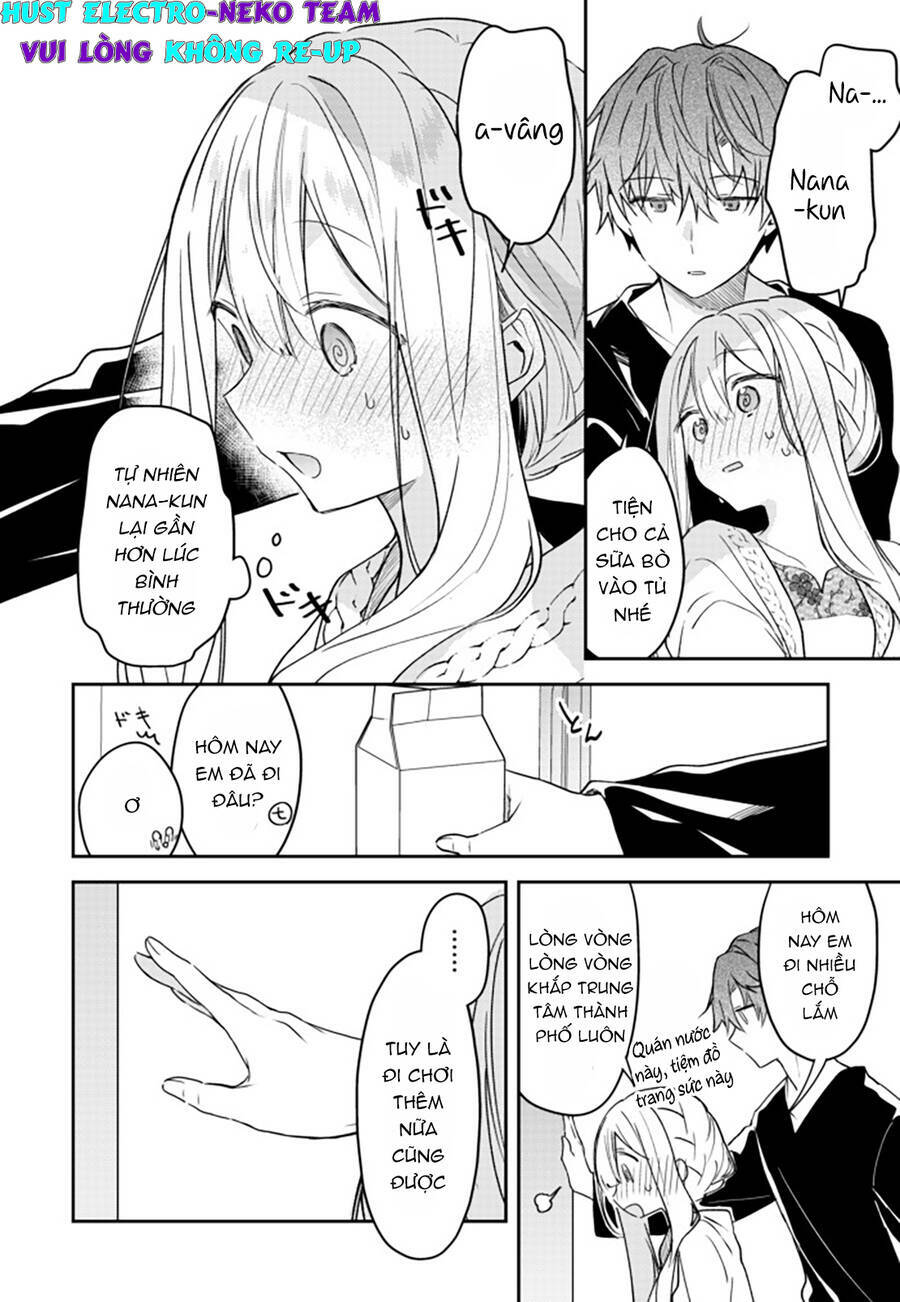 HUST ELECTRO-NEKO TEAM
VUI LÒNG KHÔNG RE-UP
Na-...
Nana
-kun
TIỆN
CHO CẢ
SỮA BÒ
VÀO TỦ
NHÉ
a-vâng
ドキ
TỰ NHIÊN
NANA-KUN
LẠI GẦN
HƠN LÚC
BÌNH
THƯỜNG
ドキ
とん
HÔM NAY
EM ĐÃ ĐI
ĐÂU?
七
ドキ
Ơ
HÔM
NAY EM
ĐI NHIỀU
CHỖ
LẮM
LÒNG VÒNG
LÒNG VÒNG
KHẮP TRUNG
TÂM THÀNH
PHỐ LUÔN
Quán nước
này, tiệm đồ
trang sức này
......
TUY LÀ
ĐI CHƠI
THÊM
NỮA
CŨNG
ĐƯỢC